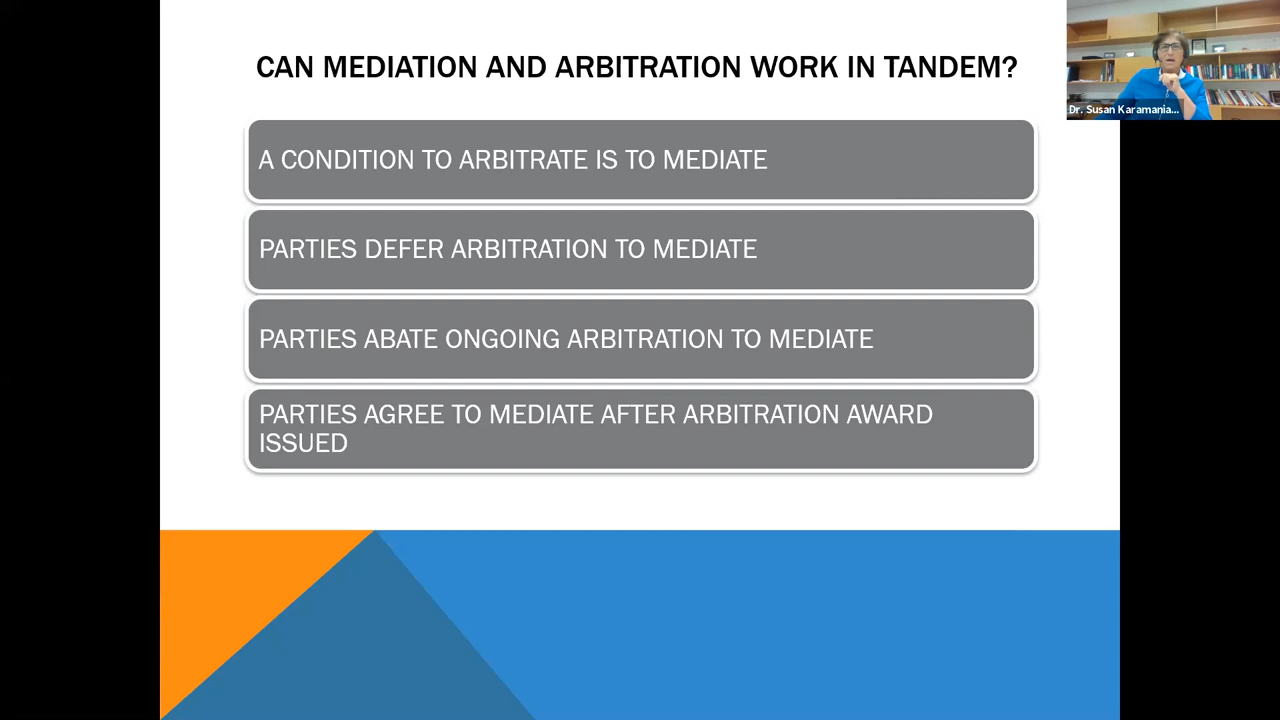 CAN MEDIATION AND ARBITRATION WORK IN TANDEM?
Dr. Susan Karamania...
A CONDITION TO ARBITRATE IS TO MEDIATE
PARTIES DEFER ARBITRATION TO MEDIATE
PARTIES ABATE ONGOING ARBITRATION TO MEDIATE
PARTIES AGREE TO MEDIATE AFTER ARBITRATION AWARD
ISSUED